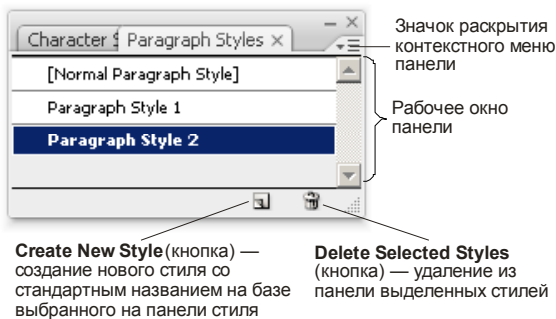 Character S
Paragraph Styles
[Normal Paragraph Style]
Paragraph Style 1
Paragraph Style 2
Значок раскрытия
контекстного меню
панели
Рабочее окно
панели
Create New Style (кнопка) —
создание нового стиля со
стандартным названием на базе
выбранного на панели стиля
Delete Selected Styles
(кнопка) — удаление из
панели выделенных стилей